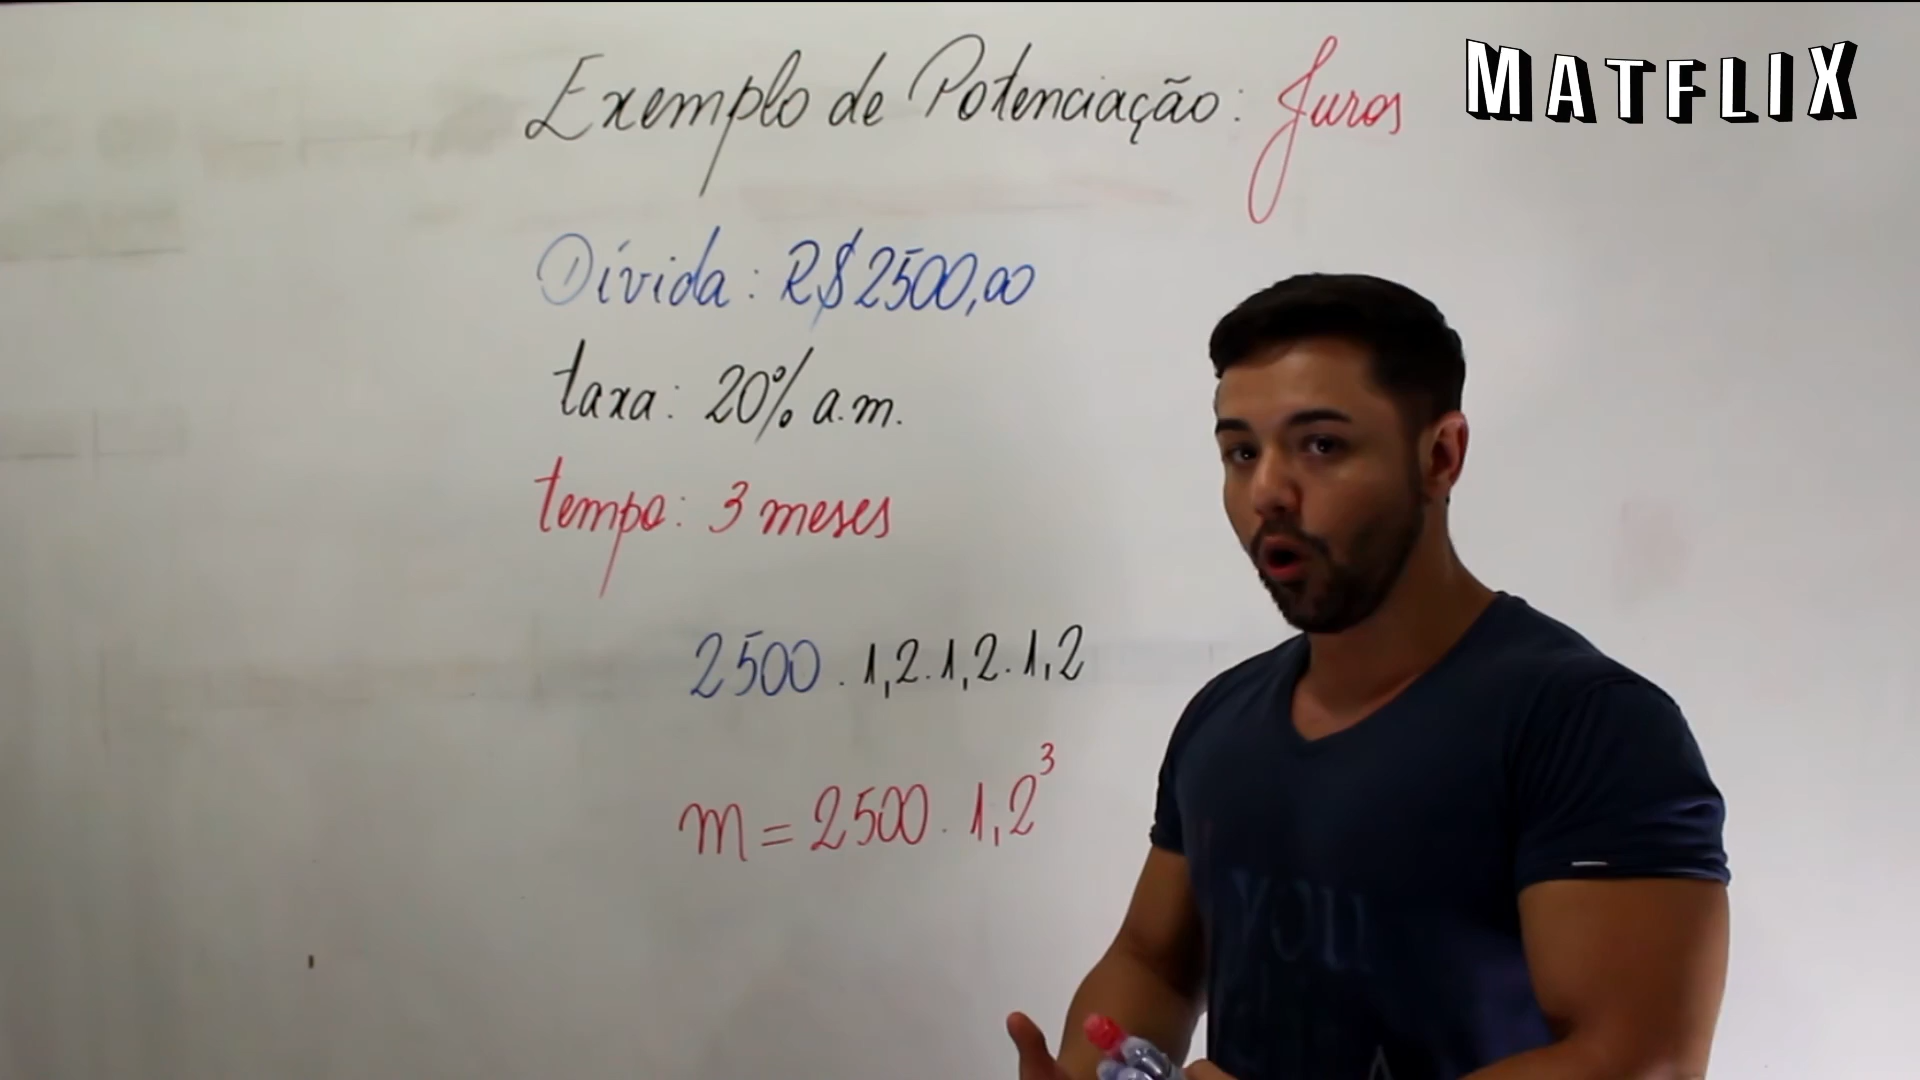 Exemplo de Potenciação: Juros
MATFLIX
Dívida: R$2500,00
taxa: 20% a.m.
tempo: 3 meses
2500 . 1,2 . 1,2 . 1,2
m = 2500 . 1,2³
YOU